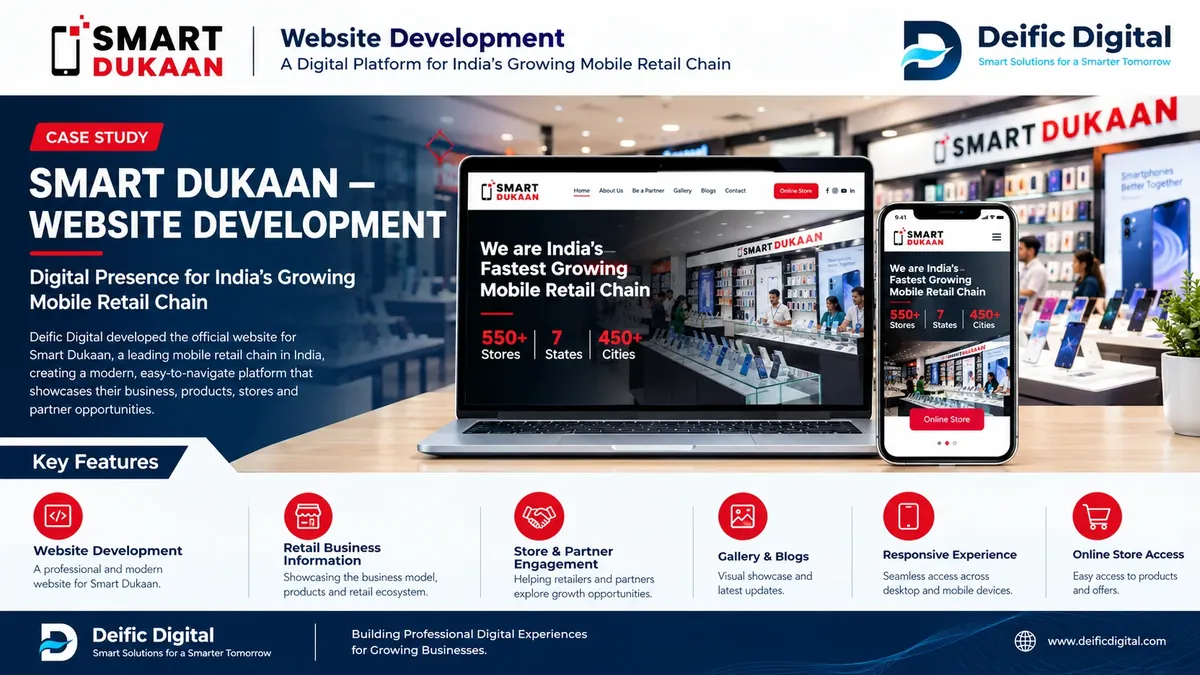 SMART
DUKAAN
Website Development
A Digital Platform for India's Growing Mobile Retail Chain
Deific Digital
Smart Solutions for a Smarter Tomorrow
CASE STUDY
SMART DUKAAN –
WEBSITE DEVELOPMENT
Digital Presence for India's Growing
Mobile Retail Chain
Deific Digital developed the official website for
Smart Dukaan, a leading mobile retail chain in India,
creating a modern, easy-to-navigate platform that
showcases their business, products, stores and
partner opportunities.
SMART
DUKAAN
Home About Us Be a Partner Gallery Blogs Contact Online Store
We are India's
Fastest Growing
Mobile Retail Chain
550+ 7 450+
Stores States Cities
SMART DUKAAN
Smartphones
Better Together
9:41
SMART
DUKAAN
We are India's
Fastest Growing
Mobile Retail Chain
550+ 7 450+
Stores States Cities
SMART DUKAAN
Online Store
SMART DUKAAN
Smartphones
Better Together
Key Features
Website Development
A professional and modern
website for Smart Dukaan.
Retail Business
Information
Showcasing the business model,
products and retail ecosystem.
Store & Partner
Engagement
Helping retailers and partners
explore growth opportunities.
Gallery & Blogs
Visual showcase and
latest updates.
Responsive Experience
Seamless access across
desktop and mobile devices.
Online Store Access
Easy access to products
and offers.
Deific Digital
Smart Solutions for a Smarter Tomorrow
Building Professional Digital Experiences
for Growing Businesses.
www.deificdigital.com